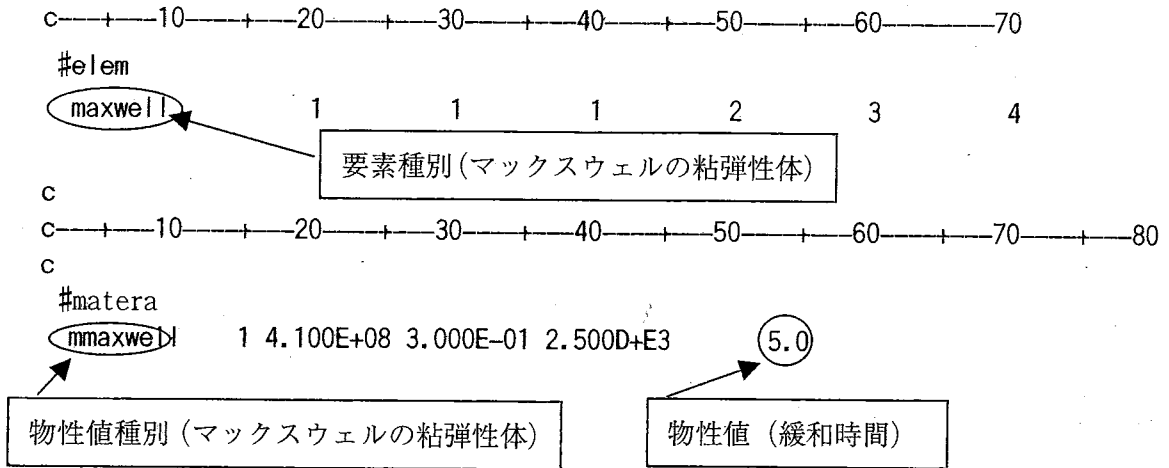 c----+----10----+----20----+----30----+----40----+----50----+----60----+----70
#elem
maxwell 1 1 1 2 3 4
要素種別(マックスウェルの粘弾性体)
c
c----+----10----+----20----+----30----+----40----+----50----+----60----+----70----+----80
c
#matera
mmaxwell 1 4.100E+08 3.000E-01 2.500D+E3 5.0
物性値種別(マックスウェルの粘弾性体)
物性値(緩和時間)